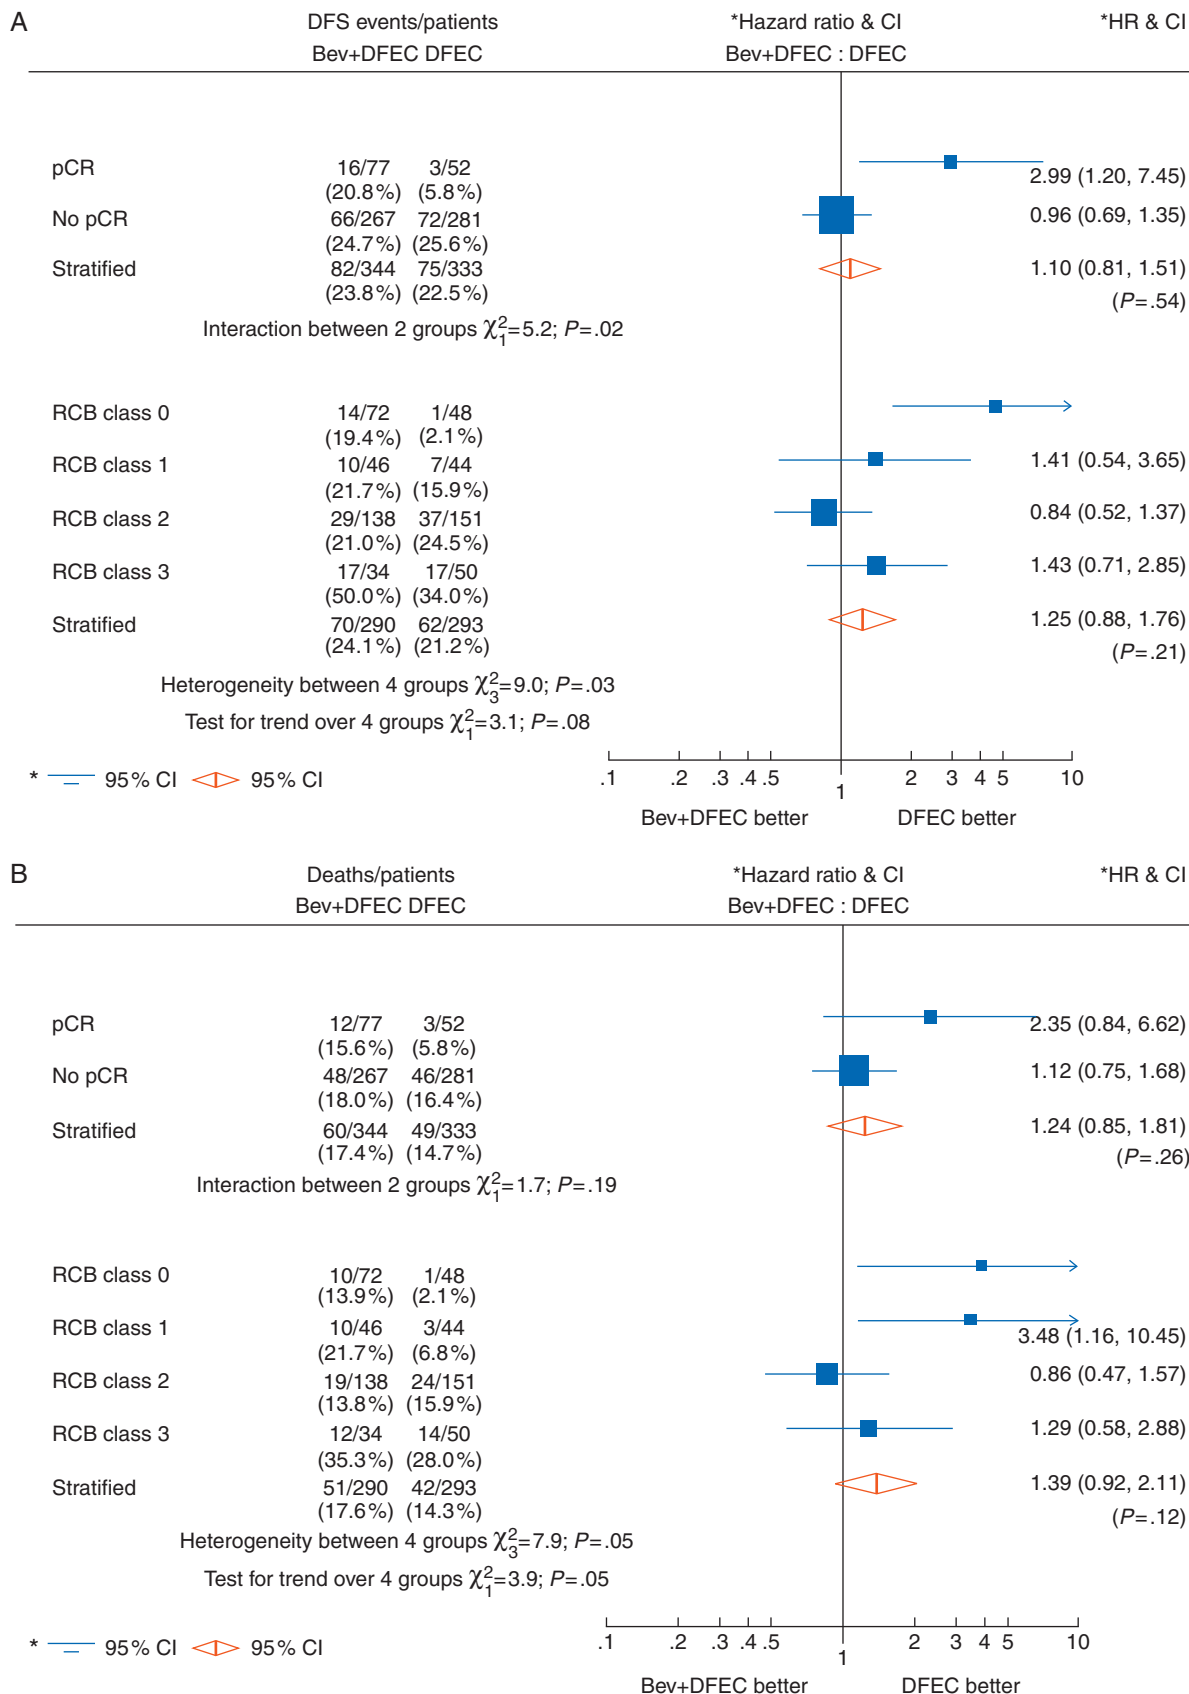 A
DFS events/patients *Hazard ratio & CI *HR & CI
Bev+DFEC DFEC Bev+DFEC : DFEC
pCR 16/77 3/52 2.99 (1.20, 7.45)
(20.8%) (5.8%)
No pCR 66/267 72/281 0.96 (0.69, 1.35)
(24.7%) (25.6%)
Stratified 82/344 75/333 1.10 (0.81, 1.51)
(23.8%) (22.5%) (P=.54)
Interaction between 2 groups χ²₁=5.2; P=.02
RCB class 0 14/72 1/48
(19.4%) (2.1%)
RCB class 1 10/46 7/44 1.41 (0.54, 3.65)
(21.7%) (15.9%)
RCB class 2 29/138 37/151 0.84 (0.52, 1.37)
(21.0%) (24.5%)
RCB class 3 17/34 17/50 1.43 (0.71, 2.85)
(50.0%) (34.0%)
Stratified 70/290 62/293 1.25 (0.88, 1.76)
(24.1%) (21.2%) (P=.21)
Heterogeneity between 4 groups χ²₃=9.0; P=.03
Test for trend over 4 groups χ²₁=3.1; P=.08
* 95% CI 95% CI
.1 .2 .3 .4 .5 1 2 3 4 5 10
Bev+DFEC better DFEC better
B
Deaths/patients *Hazard ratio & CI *HR & CI
Bev+DFEC DFEC Bev+DFEC : DFEC
pCR 12/77 3/52 2.35 (0.84, 6.62)
(15.6%) (5.8%)
No pCR 48/267 46/281 1.12 (0.75, 1.68)
(18.0%) (16.4%)
Stratified 60/344 49/333 1.24 (0.85, 1.81)
(17.4%) (14.7%) (P=.26)
Interaction between 2 groups χ²₁=1.7; P=.19
RCB class 0 10/72 1/48
(13.9%) (2.1%)
RCB class 1 10/46 3/44 3.48 (1.16, 10.45)
(21.7%) (6.8%)
RCB class 2 19/138 24/151 0.86 (0.47, 1.57)
(13.8%) (15.9%)
RCB class 3 12/34 14/50 1.29 (0.58, 2.88)
(35.3%) (28.0%)
Stratified 51/290 42/293 1.39 (0.92, 2.11)
(17.6%) (14.3%) (P=.12)
Heterogeneity between 4 groups χ²₃=7.9; P=.05
Test for trend over 4 groups χ²₁=3.9; P=.05
* 95% CI 95% CI
.1 .2 .3 .4 .5 1 2 3 4 5 10
Bev+DFEC better DFEC better